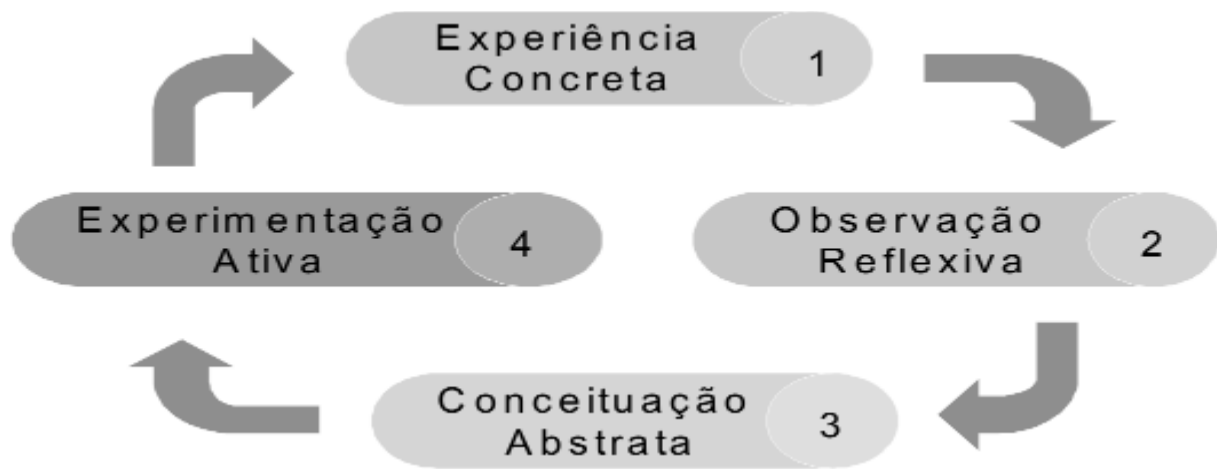 Experiência
Concreta
1
Observação
Reflexiva
2
Conceituação
Abstrata
3
Experimentação
Ativa
4